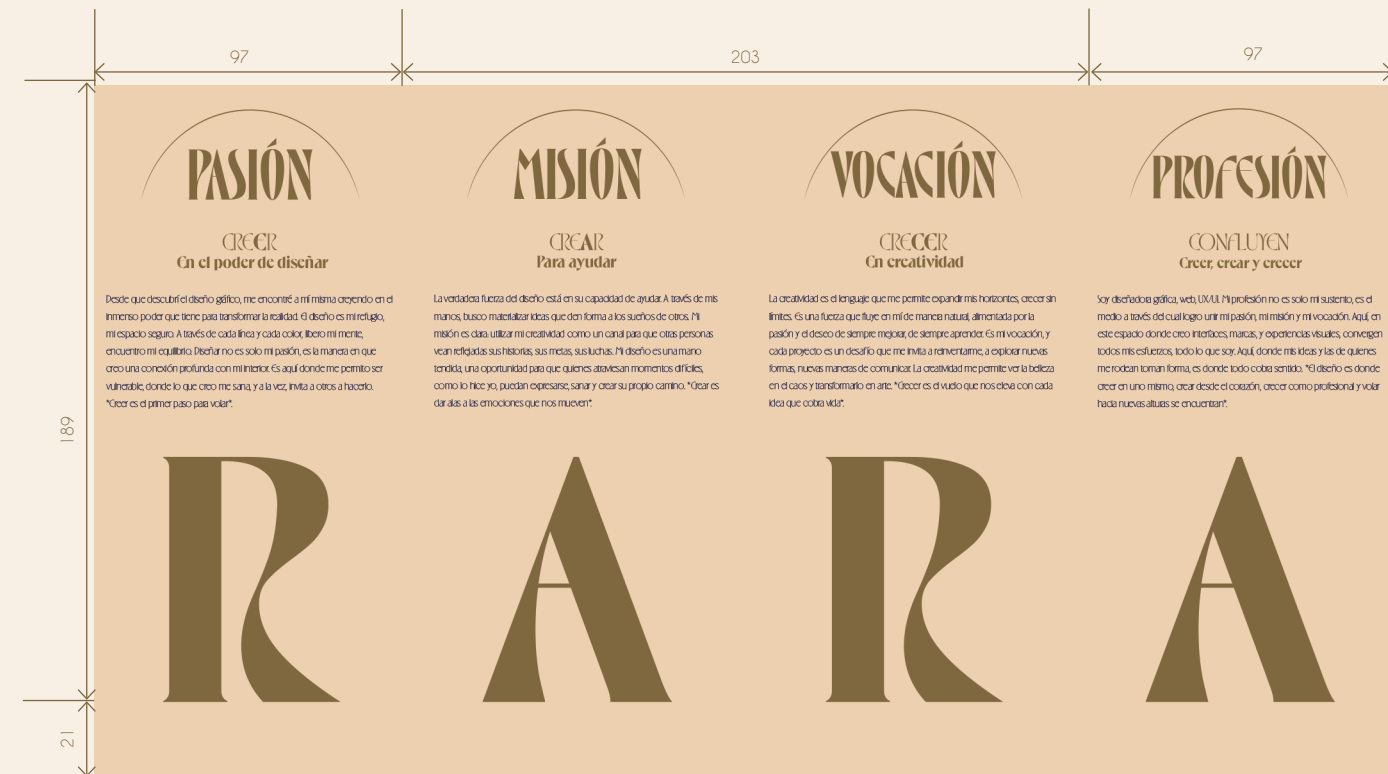 97
203
97
189
21
PASIÓN
CREER
En el poder de diseñar
Desde que descubrí el diseño gráfico, me encontré a mí misma creyendo en el
inmenso poder que tiene para transformar la realidad. El diseño es mi refugio,
mi espacio seguro. A través de cada línea y cada color, libero mi mente,
encuentro mi equilibrio. Diseñar no es solo mi pasión, es la manera en que
creo una conexión profunda con mi interior. Es aquí donde me permito ser
vulnerable, donde lo que creo me sana, y a la vez, invita a otros a hacerlo.
"Creer es el primer paso para volar".
MISIÓN
CREAR
Para ayudar
La verdadera fuerza del diseño está en su capacidad de ayudar. A través de mis
manos, busco materializar ideas que den forma a los sueños de otros. Mi
misión es clara: utilizar mi creatividad como un canal para que otras personas
vean reflejadas sus historias, sus metas, sus luchas. Mi diseño es una mano
tendida, una oportunidad para que quienes atraviesan momentos difíciles,
como lo hice yo, puedan expresarse, sanar y crear su propio camino. "Crear es
dar alas a las emociones que nos mueven".
VOCACIÓN
CRECER
En creatividad
La creatividad es el lenguaje que me permite expandir mis horizontes, crecer sin
límites. Es una fuerza que fluye en mí de manera natural, alimentada por la
pasión y el deseo de siempre mejorar, de siempre aprender. Es mi vocación, y
cada proyecto es un desafío que me invita a reinventarme, a explorar nuevas
formas, nuevas maneras de comunicar. La creatividad me permite ver la belleza
en el caos y transformarlo en arte. "Crecer es el vuelo que nos eleva con cada
idea que cobra vida".
PROFESIÓN
CONFLUYEN
Creer, crear y crecer
Soy diseñadora gráfica, web, UX/UI. Mi profesión no es solo mi sustento, es el
medio a través del cual logro unir mi pasión, mi misión y mi vocación. Aquí, en
este espacio donde creo interfaces, marcas, y experiencias visuales, convergen
todos mis esfuerzos, todo lo que soy. Aquí, donde mis ideas y las de quienes
me rodean toman forma, es donde todo cobra sentido. "El diseño es donde
creer en uno mismo, crear desde el corazón, crecer como profesional y volar
hacia nuevas alturas se encuentran".
R A R A